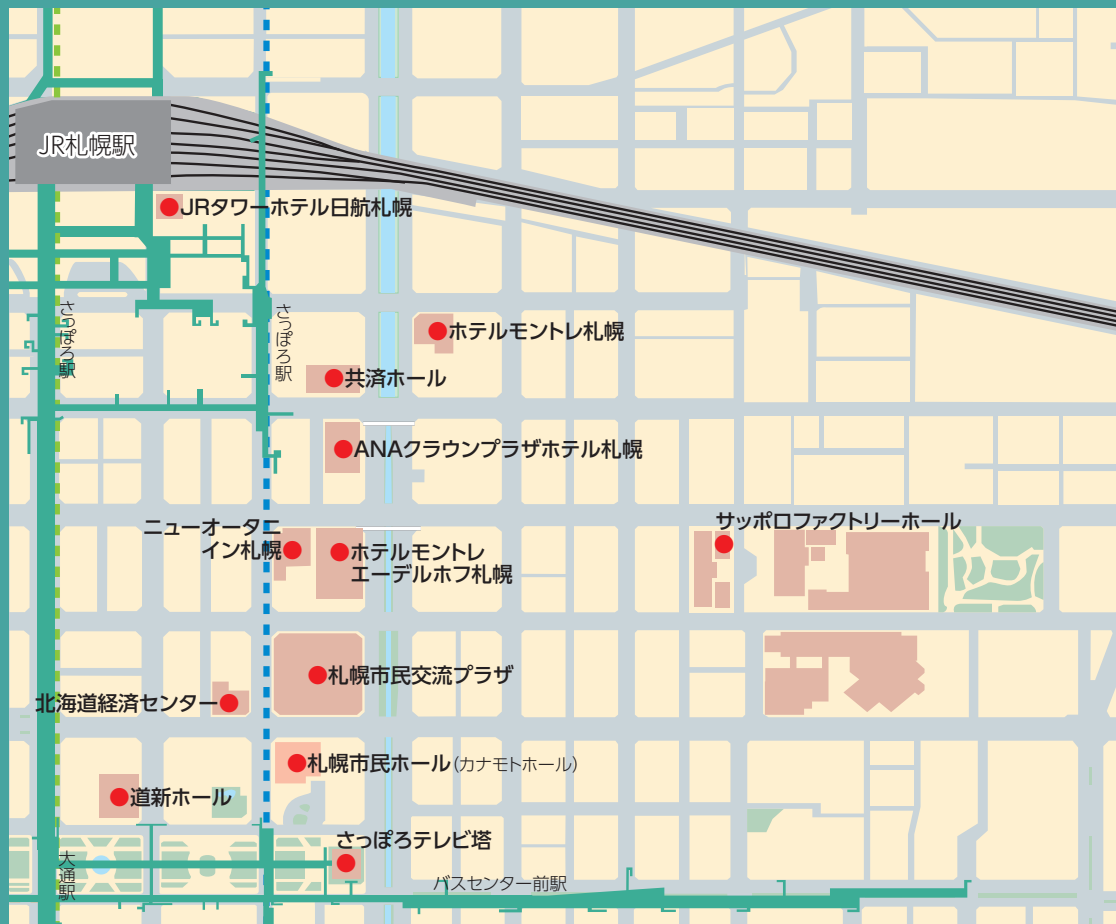 JR札幌駅
JRタワーホテル日航札幌
さっぽろ駅
さっぽろ駅
ホテルモントレ札幌
共済ホール
ANAクラウンプラザホテル札幌
ニューオータニ
イン札幌
ホテルモントレ
エーデルホフ札幌
サッポロファクトリーホール
札幌市民交流プラザ
北海道経済センター
札幌市民ホール(カナモトホール)
道新ホール
さっぽろテレビ塔
大通駅
バスセンター前駅